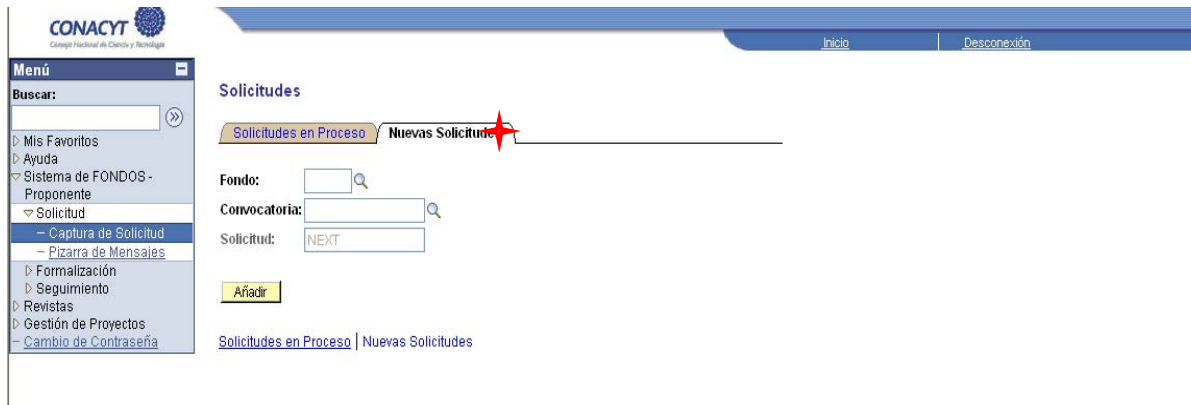 CONACYT
Consejo Nacional de Ciencia y Tecnología
Inicio
Desconexión
Menú
Buscar:
Mis Favoritos
Ayuda
Sistema de FONDOS -
Proponente
Solicitud
Captura de Solicitud
Pizarra de Mensajes
Formalización
Seguimiento
Revistas
Gestión de Proyectos
Cambio de Contraseña
Solicitudes
Solicitudes en Proceso Nuevas Solicitude
Fondo:
Convocatoria:
Solicitud: NEXT
Añadir
Solicitudes en Proceso | Nuevas Solicitudes